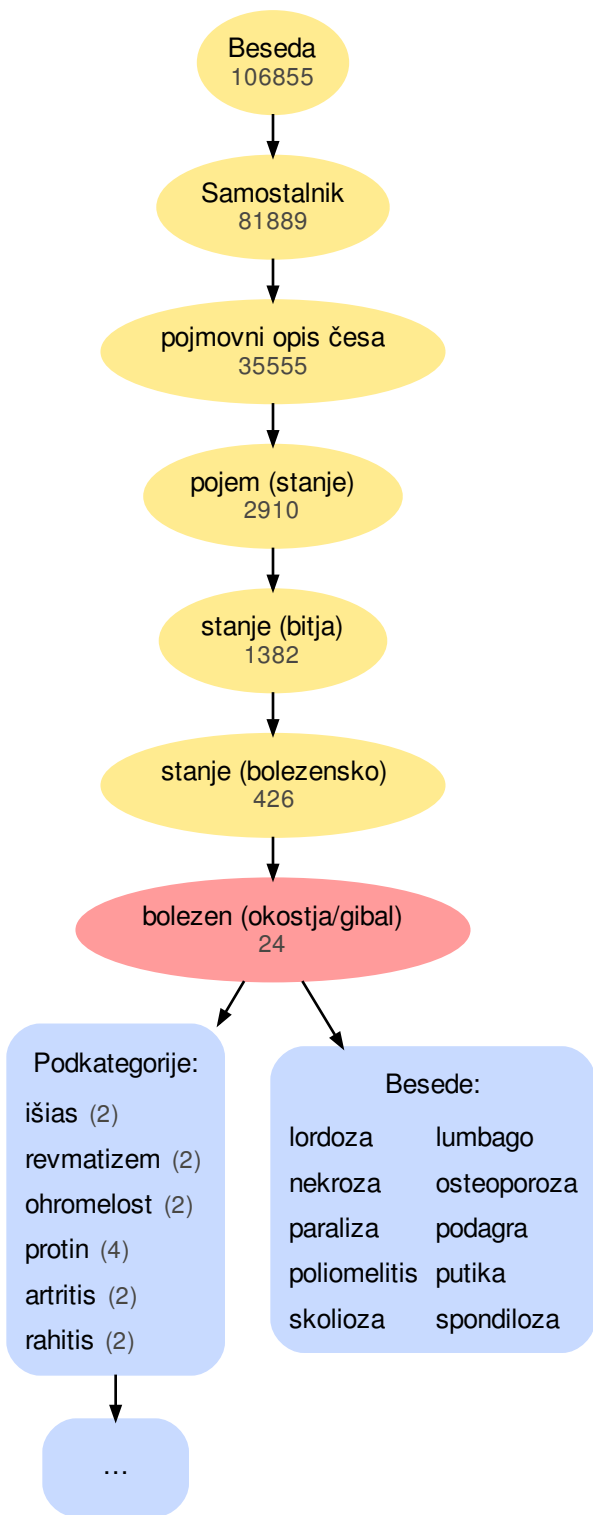 Beseda
106855
Samostalnik
81889
pojmovni opis česa
35555
pojem (stanje)
2910
stanje (bitja)
1382
stanje (bolezensko)
426
bolezen (okostja/gibal)
24
Podkategorije:
išias (2)
revmatizem (2)
ohromelost (2)
protin (4)
artritis (2)
rahitis (2)
...
Besede:
lordoza lumbago
nekroza osteoporoza
paraliza podagra
poliomelitis putika
skolioza spondiloza